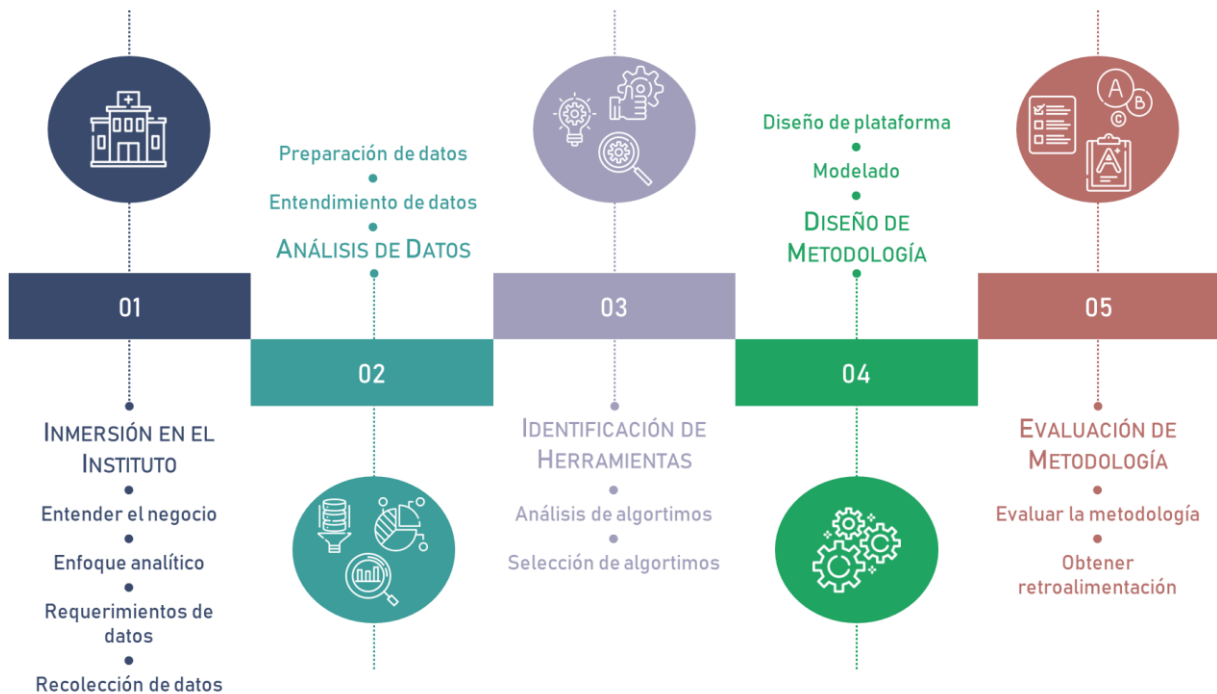 01
INMERSIÓN EN EL
INSTITUTO
Entender el negocio
Enfoque analítico
Requerimientos de
datos
Recolección de datos
Preparación de datos
Entendimiento de datos
ANÁLISIS DE DATOS
02
03
IDENTIFICACIÓN DE
HERRAMIENTAS
Análisis de algortimos
Selección de algortimos
Diseño de plataforma
Modelado
DISEÑO DE
METODOLOGÍA
04
A
B
C
A+
05
EVALUACIÓN DE
METODOLOGÍA
Evaluar la metodología
Obtener
retroalimentación